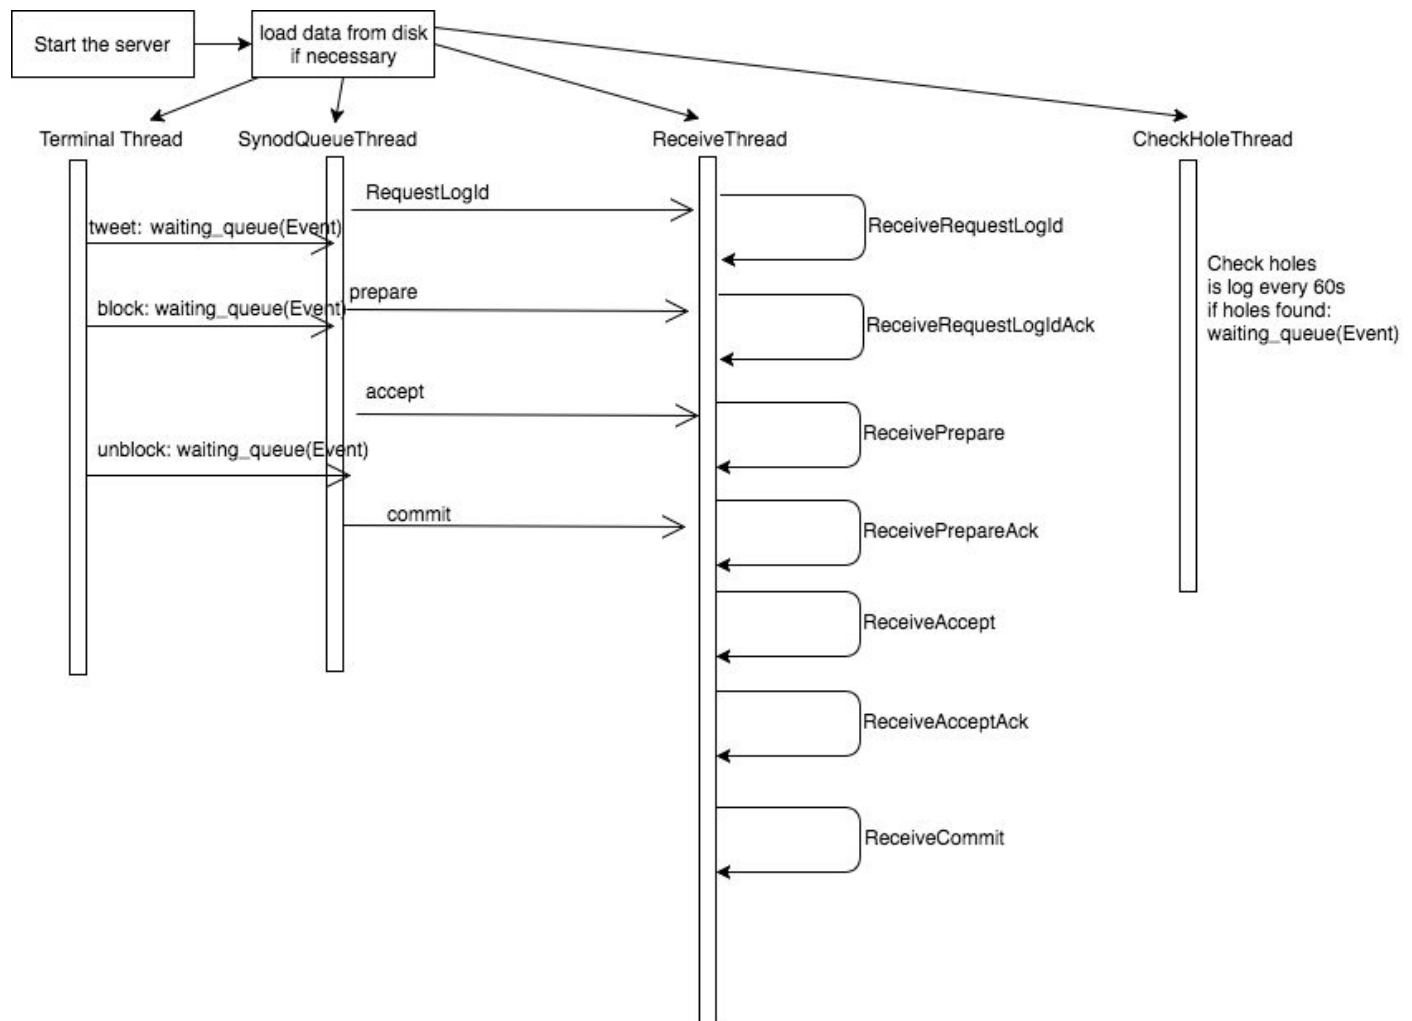 Start the server
load data from disk
if necessary
Terminal Thread
SynodQueueThread
ReceiveThread
CheckHoleThread
RequestLogId
tweet: waiting_queue(Event)
ReceiveRequestLogId
Check holes
is log every 60s
if holes found:
waiting_queue(Event)
block: waiting_queue(Event)
prepare
ReceiveRequestLogIdAck
accept
ReceivePrepare
unblock: waiting_queue(Event)
commit
ReceivePrepareAck
ReceiveAccept
ReceiveAcceptAck
ReceiveCommit